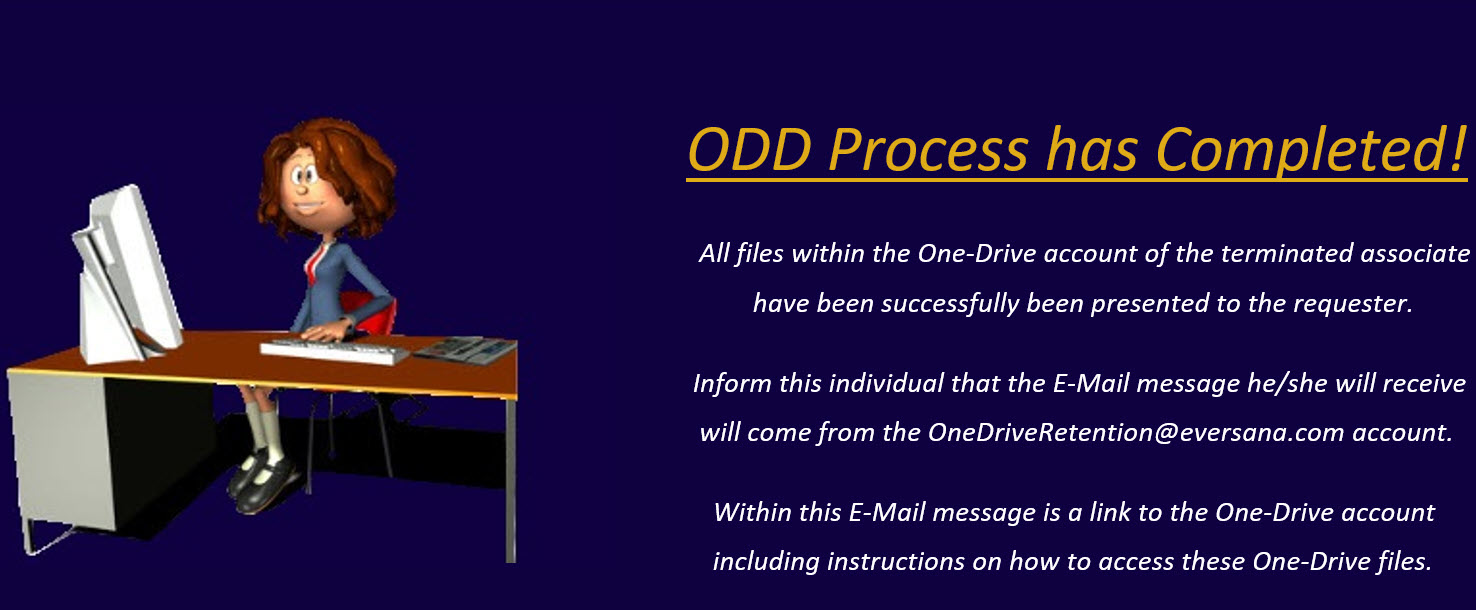 ODD Process has Completed!
All files within the One-Drive account of the terminated associate
have been successfully been presented to the requester.
Inform this individual that the E-Mail message he/she will receive
will come from the OneDriveRetention@eversana.com account.
Within this E-Mail message is a link to the One-Drive account
including instructions on how to access these One-Drive files.